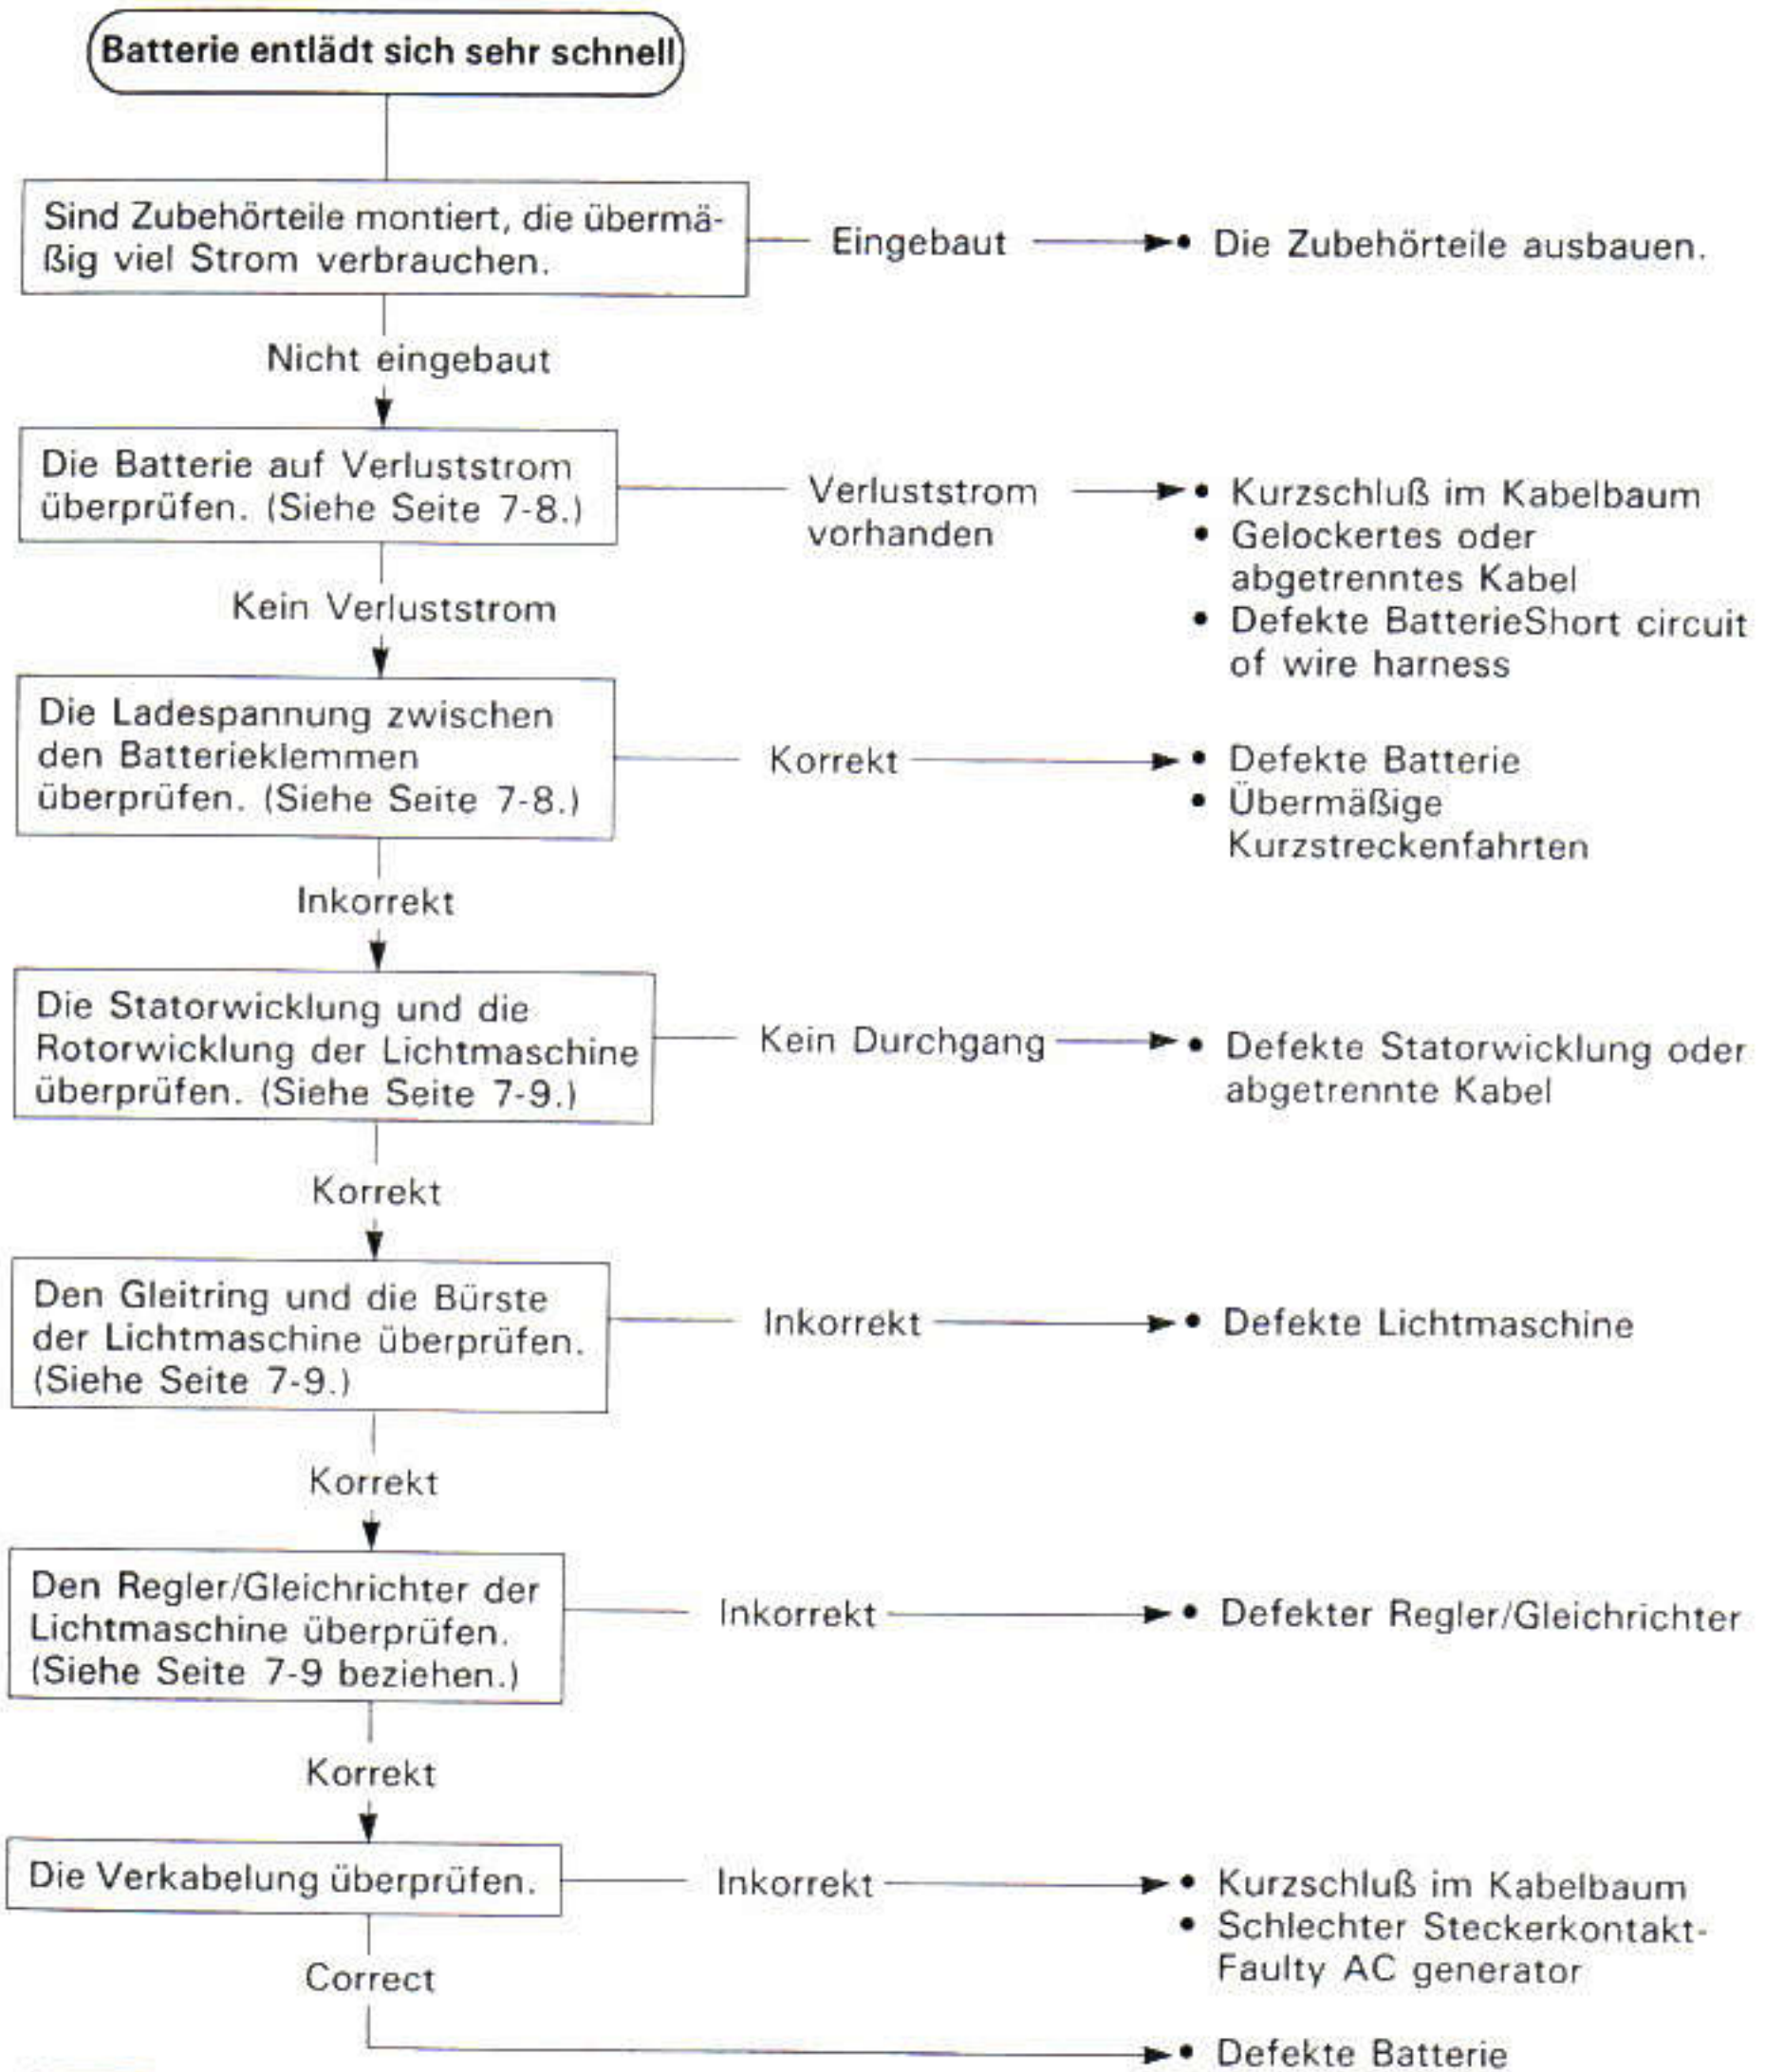 Batterie entlädt sich sehr schnell
Sind Zubehörteile montiert, die übermä-
ßig viel Strom verbrauchen.
Eingebaut
• Die Zubehörteile ausbauen.
Nicht eingebaut
Die Batterie auf Verluststrom
überprüfen. (Siehe Seite 7-8.)
Verluststrom
vorhanden
• Kurzschluß im Kabelbaum
• Gelockertes oder
abgetrenntes Kabel
• Defekte BatterieShort circuit
of wire harness
Kein Verluststrom
Die Ladespannung zwischen
den Batterieklemmen
überprüfen. (Siehe Seite 7-8.)
Korrekt
• Defekte Batterie
• Übermäßige
Kurzstreckenfahrten
Inkorrekt
Die Statorwicklung und die
Rotorwicklung der Lichtmaschine
überprüfen. (Siehe Seite 7-9.)
Kein Durchgang
• Defekte Statorwicklung oder
abgetrennte Kabel
Korrekt
Den Gleitring und die Bürste
der Lichtmaschine überprüfen.
(Siehe Seite 7-9.)
Inkorrekt
• Defekte Lichtmaschine
Korrekt
Den Regler/Gleichrichter der
Lichtmaschine überprüfen.
(Siehe Seite 7-9 beziehen.)
Inkorrekt
• Defekter Regler/Gleichrichter
Korrekt
Die Verkabelung überprüfen.
Inkorrekt
• Kurzschluß im Kabelbaum
• Schlechter Steckerkontakt-
Faulty AC generator
Correct
• Defekte Batterie